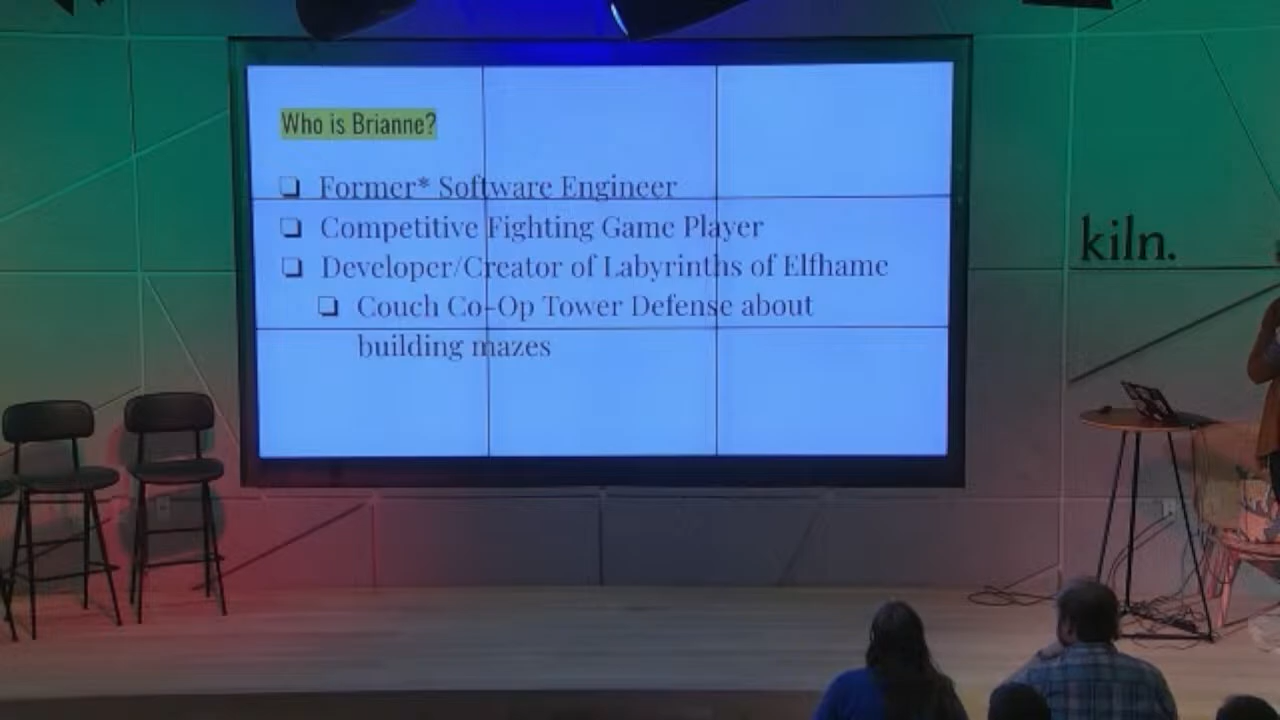 Who is Brianne?
❏ Former* Software Engineer
❏ Competitive Fighting Game Player
❏ Developer/Creator of Labyrinths of Elfhame
❏ Couch Co-Op Tower Defense about
building mazes
kiln.